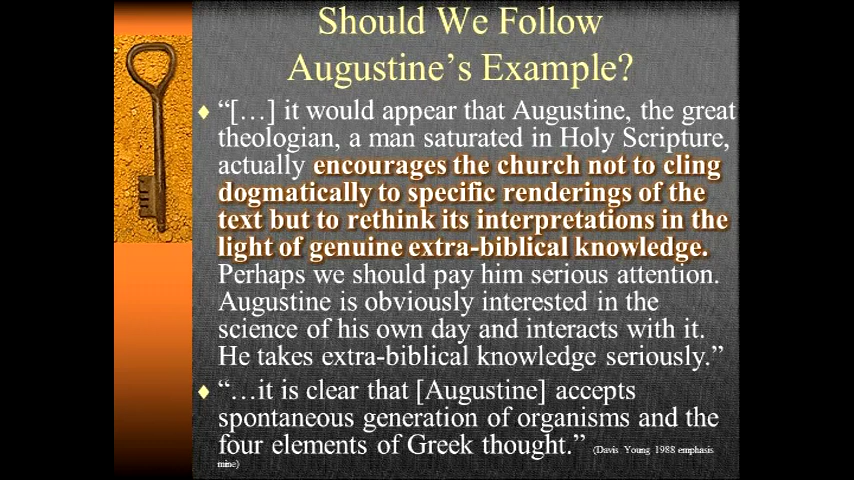 Should We Follow
Augustine's Example?
“[…] it would appear that Augustine, the great
theologian, a man saturated in Holy Scripture,
actually encourages the church not to cling
dogmatically to specific renderings of the
text but to rethink its interpretations in the
light of genuine extra-biblical knowledge.
Perhaps we should pay him serious attention.
Augustine is obviously interested in the
science of his own day and interacts with it.
He takes extra-biblical knowledge seriously.”
“…it is clear that [Augustine] accepts
spontaneous generation of organisms and the
four elements of Greek thought.” (Davis Young 1988 emphasis
mine)